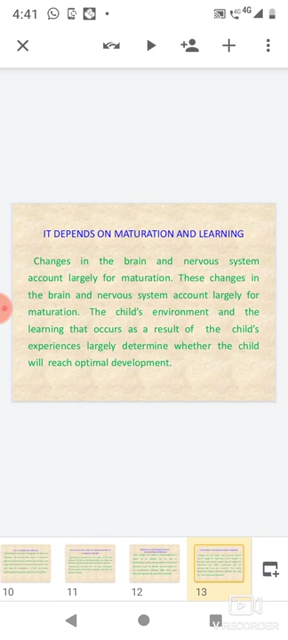 4:41
4G 4G
IT DEPENDS ON MATURATION AND LEARNING
Changes in the brain and nervous system
account largely for maturation. These changes in
the brain and nervous system account largely for
maturation. The child's environment and the
learning that occurs as a result of the child's
experiences largely determine whether the child
will reach optimal development.
10
11
12
13
RECORDER